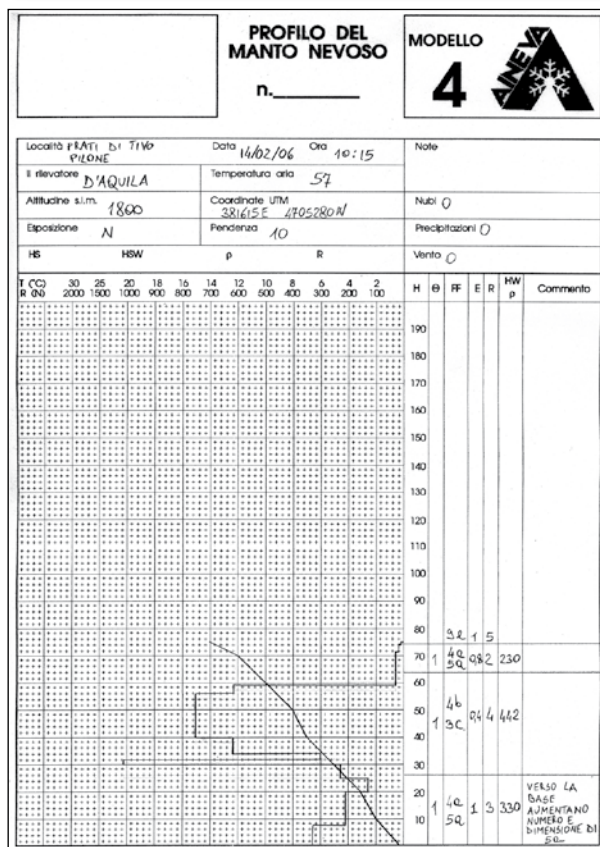 PROFILO DEL
MANTO NEVOSO
n.
MODELLO
4
AINEVA
Località PRATI DI TIVO
PILONE
Data 14/02/06 Ora 10:15
Note
Il rilevatore D'AQUILA
Temperatura aria 57
Altitudine s.l.m. 1800
Coordinate UTM
381615E 4705280N
Nubi 0
Esposizione N
Pendenza 10
Precipitazioni 0
HS HSW ρ R
Vento 0
T (°C) 30 25 20 18 16 14 12 10 8 6 4 2
R (N) 2000 1500 1000 900 800 700 600 500 400 300 200 100
H Θ FF E R HW ρ Commento
190
180
170
160
150
140
130
120
110
100
90
80 1 5
70 1 4a 5a 0,8 2 230
60
50 1 4b 3c 0,4 4 442
40
30
20
10 1 4a 5a 1 3 330
VERSO LA
BASE
AUMENTANO
NUMERO E
DIMENSIONE DI
5a